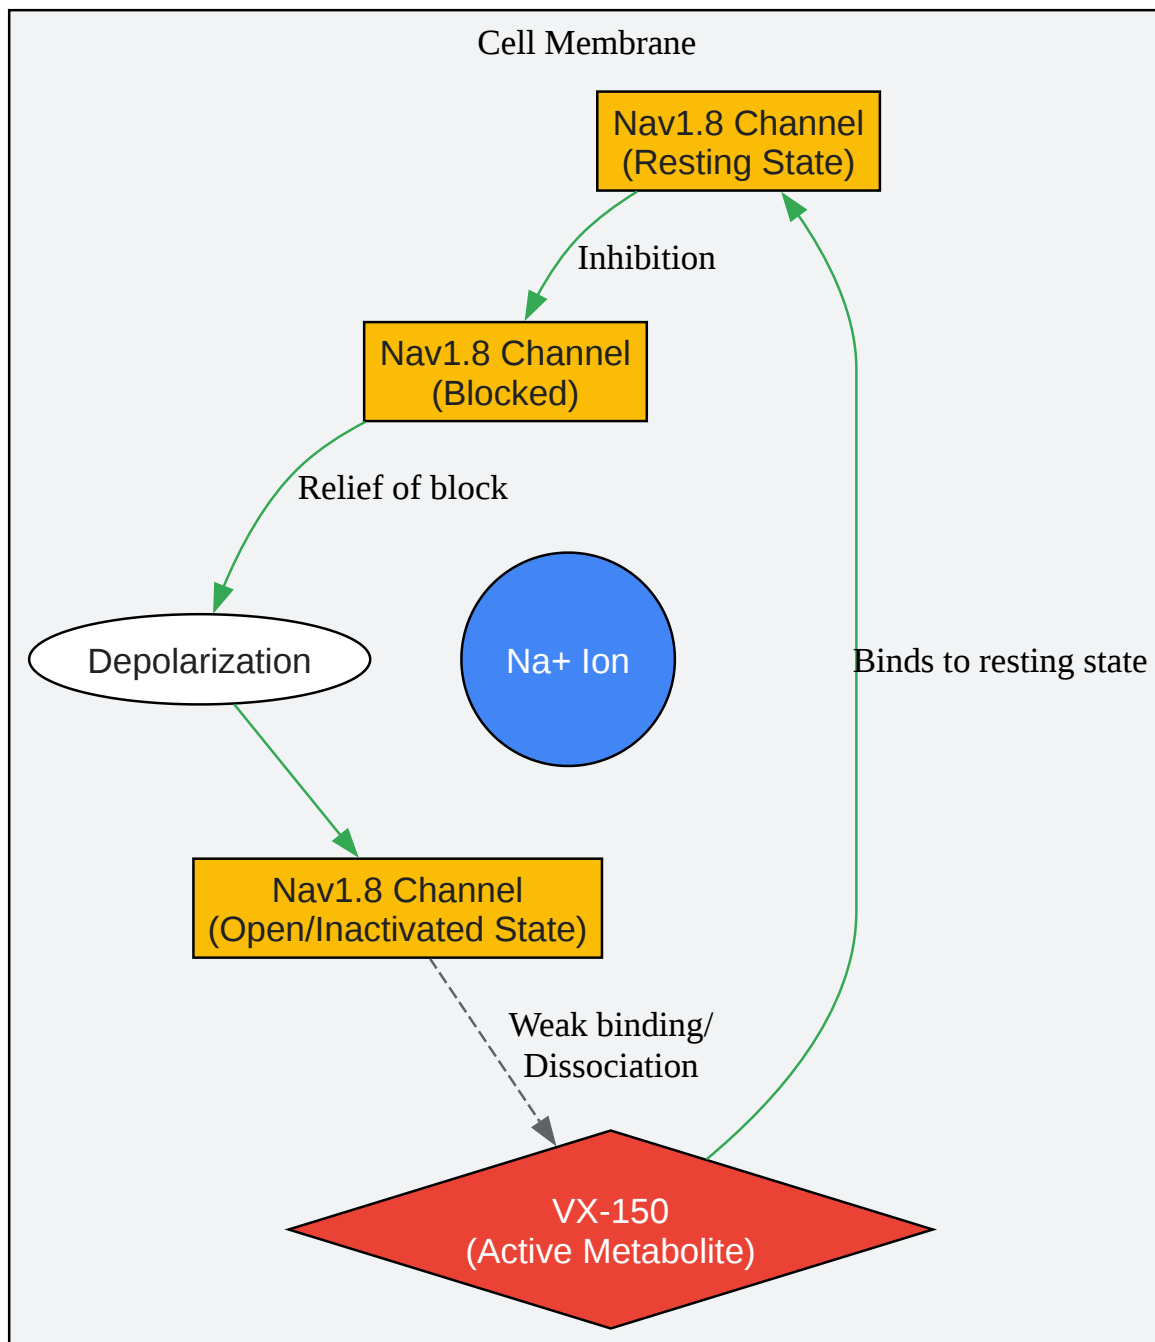 Cell Membrane
Nav1.8 Channel
(Resting State)
Inhibition
Nav1.8 Channel
(Blocked)
Relief of block
Depolarization
Na+ Ion
Binds to resting state
Nav1.8 Channel
(Open/Inactivated State)
Weak binding/
Dissociation
VX-150
(Active Metabolite)